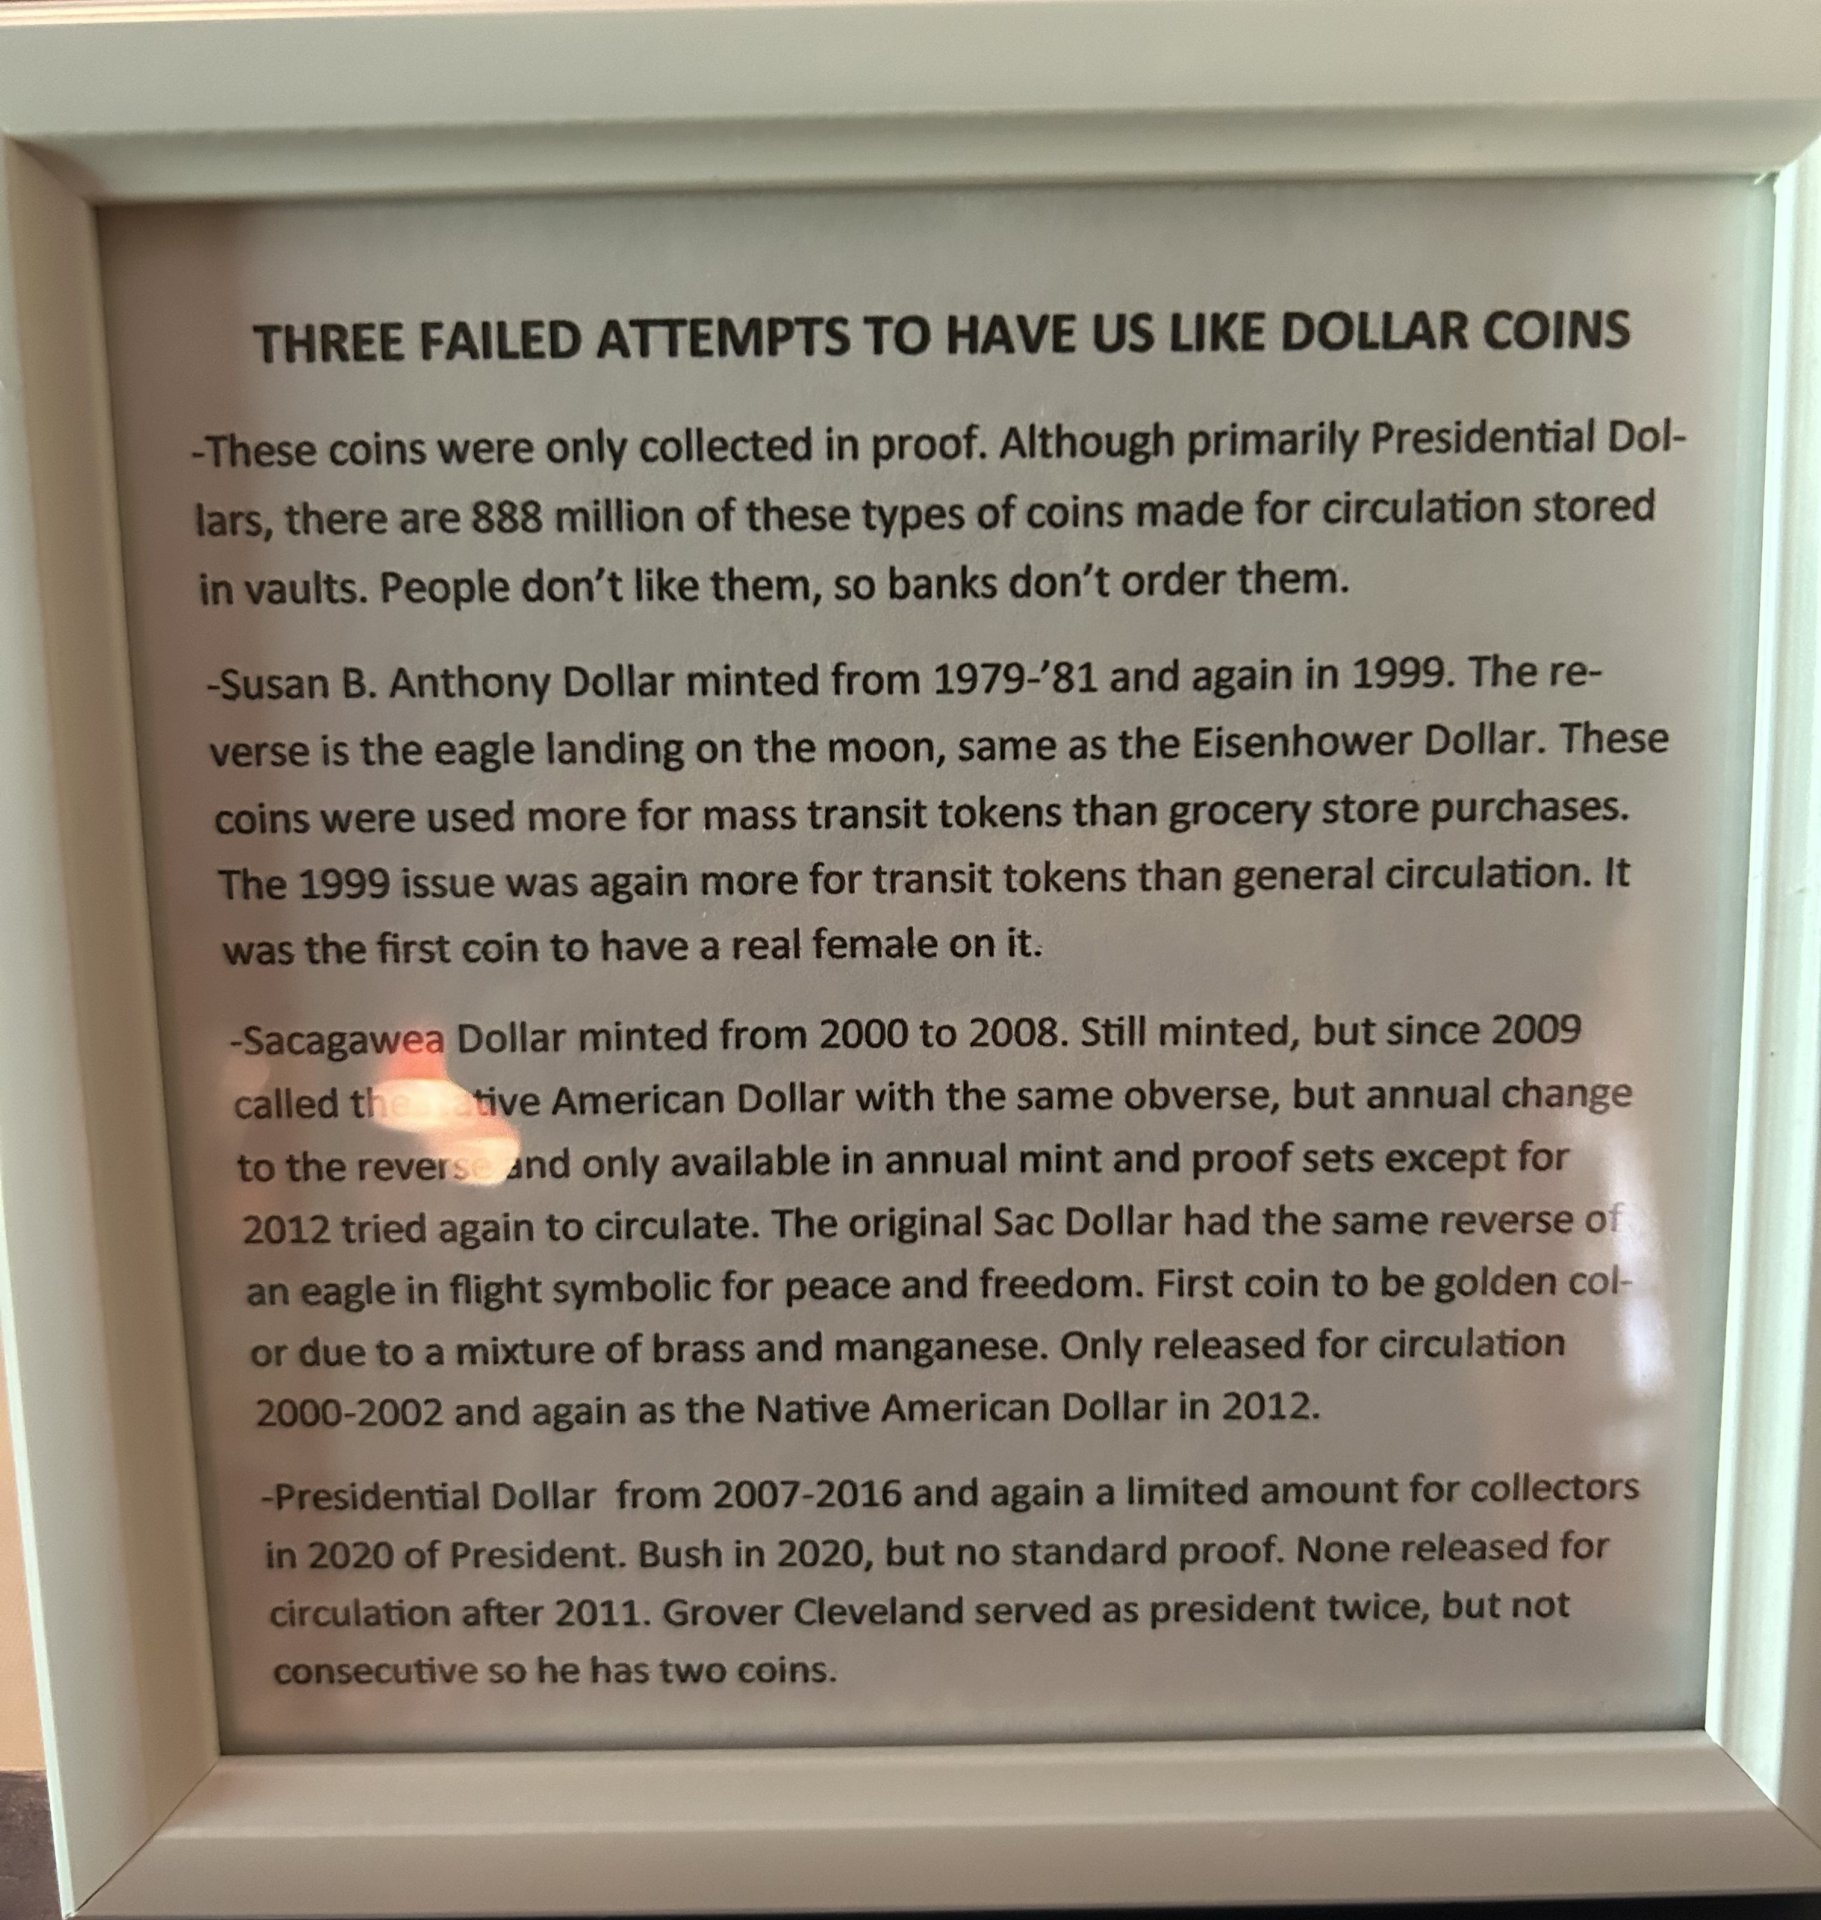 THREE FAILED ATTEMPTS TO HAVE US LIKE DOLLAR COINS
-These coins were only collected in proof. Although primarily Presidential Dol-
lars, there are 888 million of these types of coins made for circulation stored
in vaults. People don’t like them, so banks don’t order them.
-Susan B. Anthony Dollar minted from 1979-’81 and again in 1999. The re-
verse is the eagle landing on the moon, same as the Eisenhower Dollar. These
coins were used more for mass transit tokens than grocery store purchases.
The 1999 issue was again more for transit tokens than general circulation. It
was the first coin to have a real female on it.
-Sacagawea Dollar minted from 2000 to 2008. Still minted, but since 2009
called the Native American Dollar with the same obverse, but annual change
to the reverse and only available in annual mint and proof sets except for
2012 tried again to circulate. The original Sac Dollar had the same reverse of
an eagle in flight symbolic for peace and freedom. First coin to be golden col-
or due to a mixture of brass and manganese. Only released for circulation
2000-2002 and again as the Native American Dollar in 2012.
-Presidential Dollar from 2007-2016 and again a limited amount for collectors
in 2020 of President. Bush in 2020, but no standard proof. None released for
circulation after 2011. Grover Cleveland served as president twice, but not
consecutive so he has two coins.